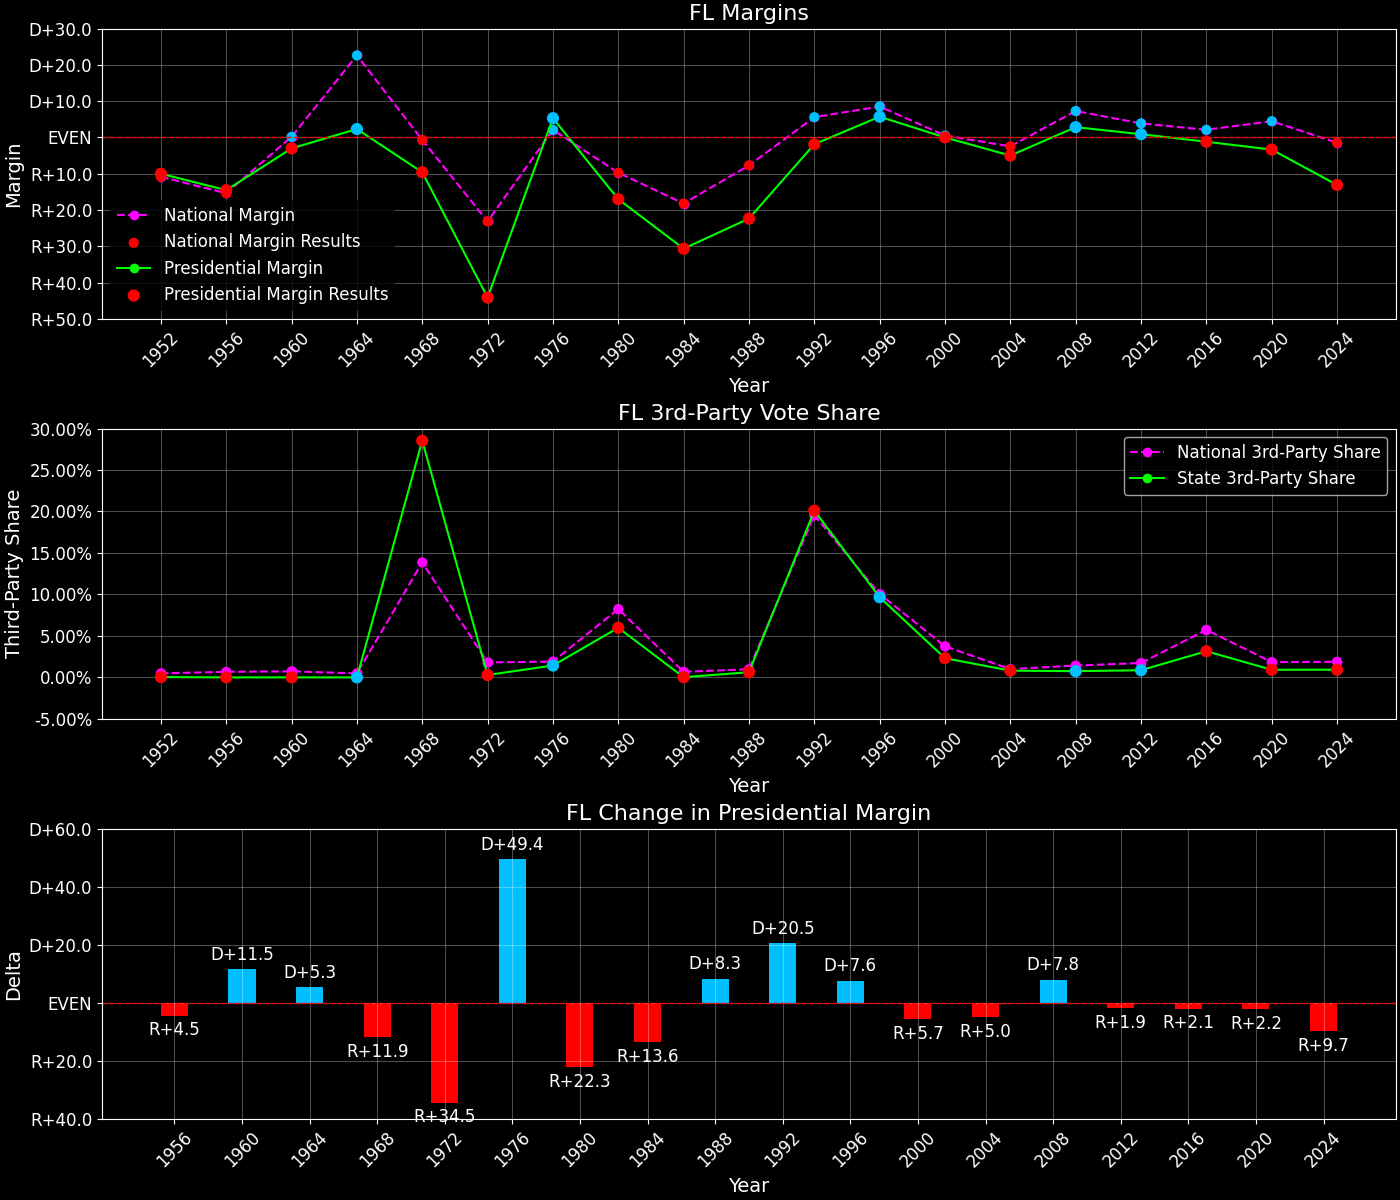 FL Margins
D+30.0
D+20.0
D+10.0
EVEN
R+10.0
R+20.0
R+30.0
R+40.0
R+50.0
Margin
National Margin
National Margin Results
Presidential Margin
Presidential Margin Results
1952 1956 1960 1964 1968 1972 1976 1980 1984 1988 1992 1996 2000 2004 2008 2012 2016 2020 2024
Year
FL 3rd-Party Vote Share
30.00%
25.00%
20.00%
15.00%
10.00%
5.00%
0.00%
-5.00%
Third-Party Share
National 3rd-Party Share
State 3rd-Party Share
1952 1956 1960 1964 1968 1972 1976 1980 1984 1988 1992 1996 2000 2004 2008 2012 2016 2020 2024
Year
FL Change in Presidential Margin
D+60.0
D+40.0
D+20.0
EVEN
R+20.0
R+40.0
Delta
R+4.5
D+11.5
D+5.3
R+11.9
R+34.5
D+49.4
R+22.3
R+13.6
D+8.3
D+20.5
D+7.6
R+5.7
R+5.0
D+7.8
R+1.9
R+2.1
R+2.2
R+9.7
1956 1960 1964 1968 1972 1976 1980 1984 1988 1992 1996 2000 2004 2008 2012 2016 2020 2024
Year